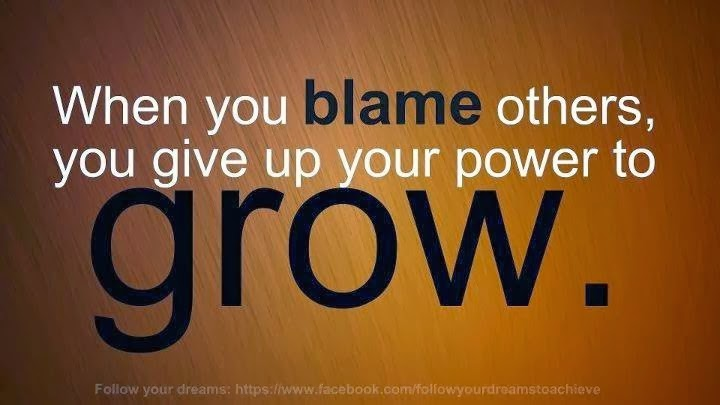 When you blame others,
you give up your power to
grow.
Follow your dreams: https://www.facebook.com/followyourdreamstoachieve